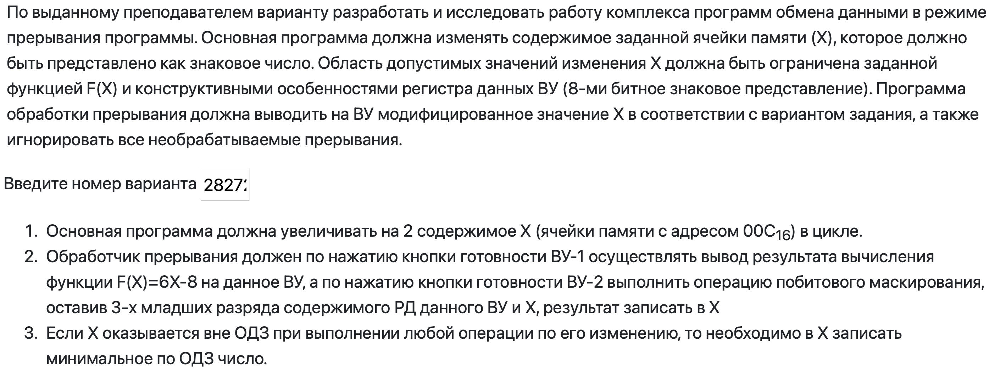 По выданному преподавателем варианту разработать и исследовать работу комплекса программ обмена данными в режиме
прерывания программы. Основная программа должна изменять содержимое заданной ячейки памяти (X), которое должно
быть представлено как знаковое число. Область допустимых значений изменения X должна быть ограничена заданной
функцией F(X) и конструктивными особенностями регистра данных ВУ (8-ми битное знаковое представление). Программа
обработки прерывания должна выводить на ВУ модифицированное значение X в соответствии с вариантом задания, а также
игнорировать все необрабатываемые прерывания.
Введите номер варианта 2827
1. Основная программа должна увеличивать на 2 содержимое X (ячейки памяти с адресом 00C₁₆) в цикле.
2. Обработчик прерывания должен по нажатию кнопки готовности ВУ-1 осуществлять вывод результата вычисления
функции F(X)=6X-8 на данное ВУ, а по нажатию кнопки готовности ВУ-2 выполнить операцию побитового маскирования,
оставив 3-х младших разряда содержимого РД данного ВУ и X, результат записать в X
3. Если X оказывается вне ОДЗ при выполнении любой операции по его изменению, то необходимо в X записать
минимальное по ОДЗ число.